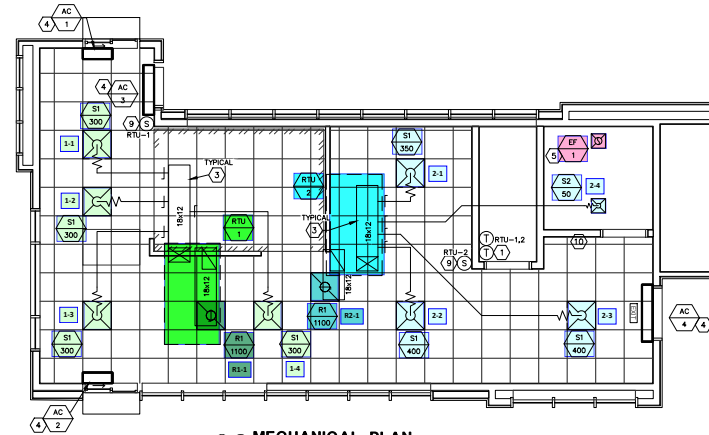 AC
1
4
4
AC
3
S1
300
9 S
RTU-1
1-1
TYPICAL
3
18x12
1-2
S1
300
RTU
1
RTU
2
TYPICAL
3
18x12
S1
350
2-1
EF
1
5
S2
50
2-4
T RTU-1,2
T 1
RTU-2
9 S
10
18x12
18x12
1-3
S1
300
R1
1100
R1-1
S1
300
1-4
R1
1100
R2-1
2-2
S1
400
2-3
S1
400
EXIT
AC
4
4
4
AC
2
MECHANICAL PLAN